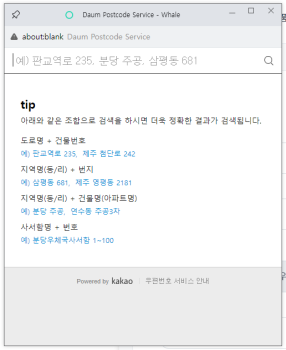 Daum Postcode Service - Whale
about:blank Daum Postcode Service
예) 판교역로 235, 분당 주공, 삼평동 681
tip
아래와 같은 조합으로 검색을 하시면 더욱 정확한 결과가 검색됩니다.
도로명 + 건물번호
예) 판교역로 235, 제주 첨단로 242
지역명(동/리) + 번지
예) 삼평동 681, 제주 영평동 2181
지역명(동/리) + 건물명(아파트명)
예) 분당 주공, 연수동 주공3차
사서함명 + 번호
예) 분당우체국사서함 1~100
Powered by kakao 우편번호 서비스 안내